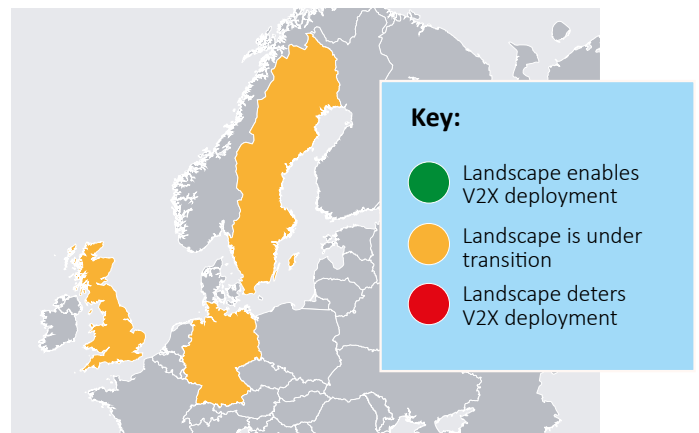 Key:
Landscape enables
V2X deployment
Landscape is under
transition
Landscape deters
V2X deployment